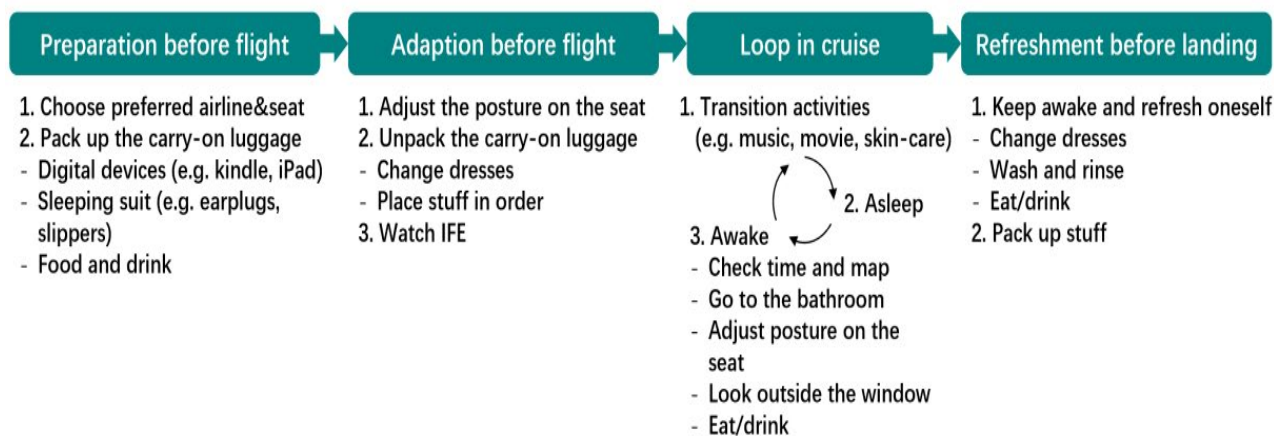 Preparation before flight
Adaption before flight
Loop in cruise
Refreshment before landing
1. Choose preferred airline&seat
2. Pack up the carry-on luggage
- Digital devices (e.g. kindle, iPad)
- Sleeping suit (e.g. earplugs,
slippers)
- Food and drink
1. Adjust the posture on the seat
2. Unpack the carry-on luggage
- Change dresses
- Place stuff in order
3. Watch IFE
1. Transition activities
(e.g. music, movie, skin-care)
2. Asleep
3. Awake
- Check time and map
- Go to the bathroom
- Adjust posture on the
seat
- Look outside the window
- Eat/drink
1. Keep awake and refresh oneself
- Change dresses
- Wash and rinse
- Eat/drink
2. Pack up stuff